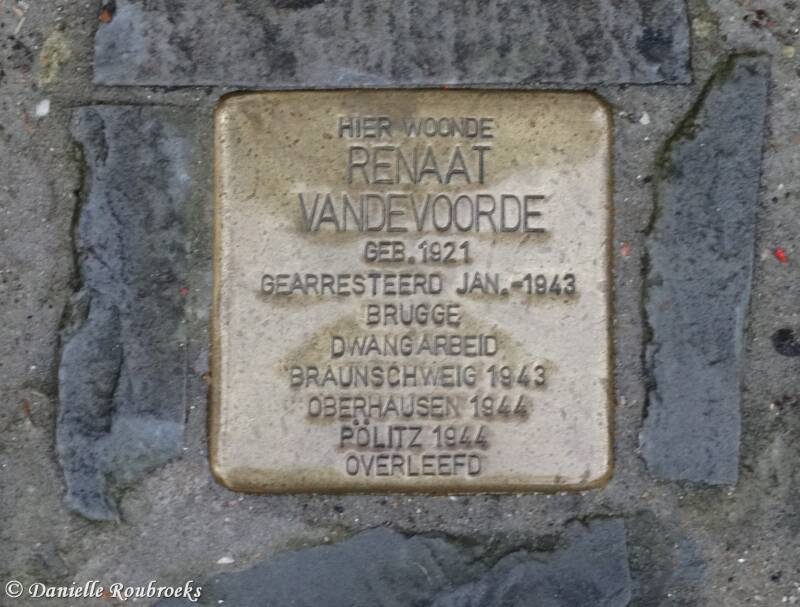 HIER WOONDE
RENAAT
VANDEVOORDE
GEB. 1921
GEARRESTEERD JAN.-1943
BRUGGE
DWANGARBEID
BRAUNSCHWEIG 1943
OBERHAUSEN 1944
PÖLITZ 1944
OVERLEEFD
© Danielle Roubroeks